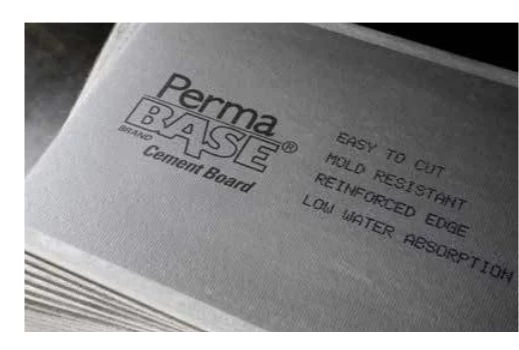 Perma
BASE®
BRAND
Cement Board
EASY TO CUT
MOLD RESISTANT
REINFORCED EDGE
LOW WATER ABSORPTION